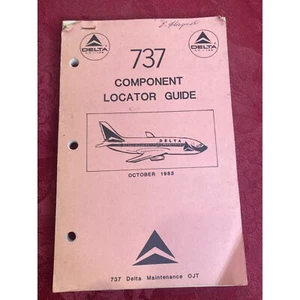 737
DELTA
DELTA
COMPONENT
LOCATOR GUIDE
DELTA
OCTOBER 1983
737 Delta Maintenance OJT